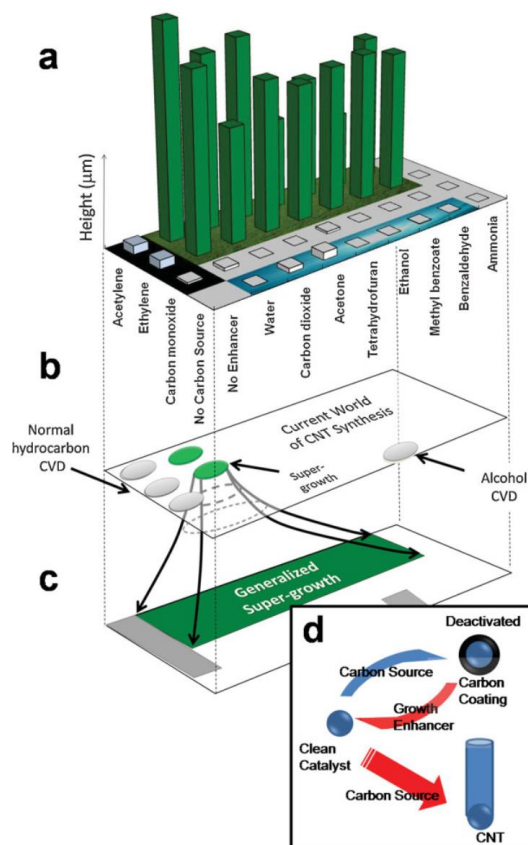 a
Height (μm)
Acetylene
Ethylene
Carbon monoxide
No Carbon Source
No Enhancer
Water
Carbon dioxide
Acetone
Tetrahydrofuran
Ethanol
Methyl benzoate
Benzaldehyde
Ammonia
b
Normal
hydrocarbon
CVD
Current World
of CNT Synthesis
Super-
growth
Alcohol
CVD
c
Generalized
Super-growth
d
Deactivated
Carbon Source
Carbon
Coating
Growth
Enhancer
Clean
Catalyst
Carbon Source
CNT